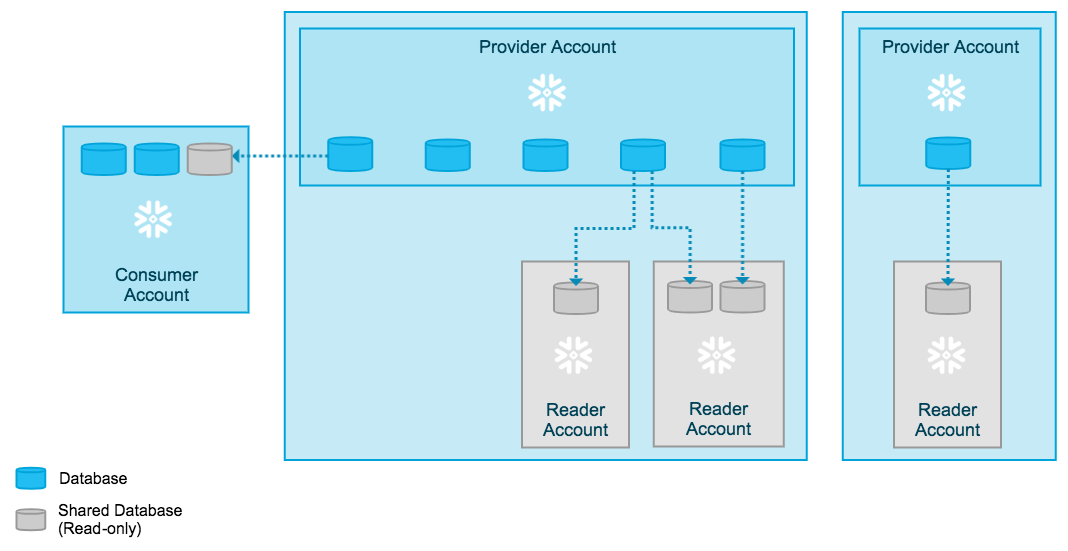 Provider Account
Provider Account
Consumer
Account
Reader
Account
Reader
Account
Reader
Account
Database
Shared Database
(Read-only)